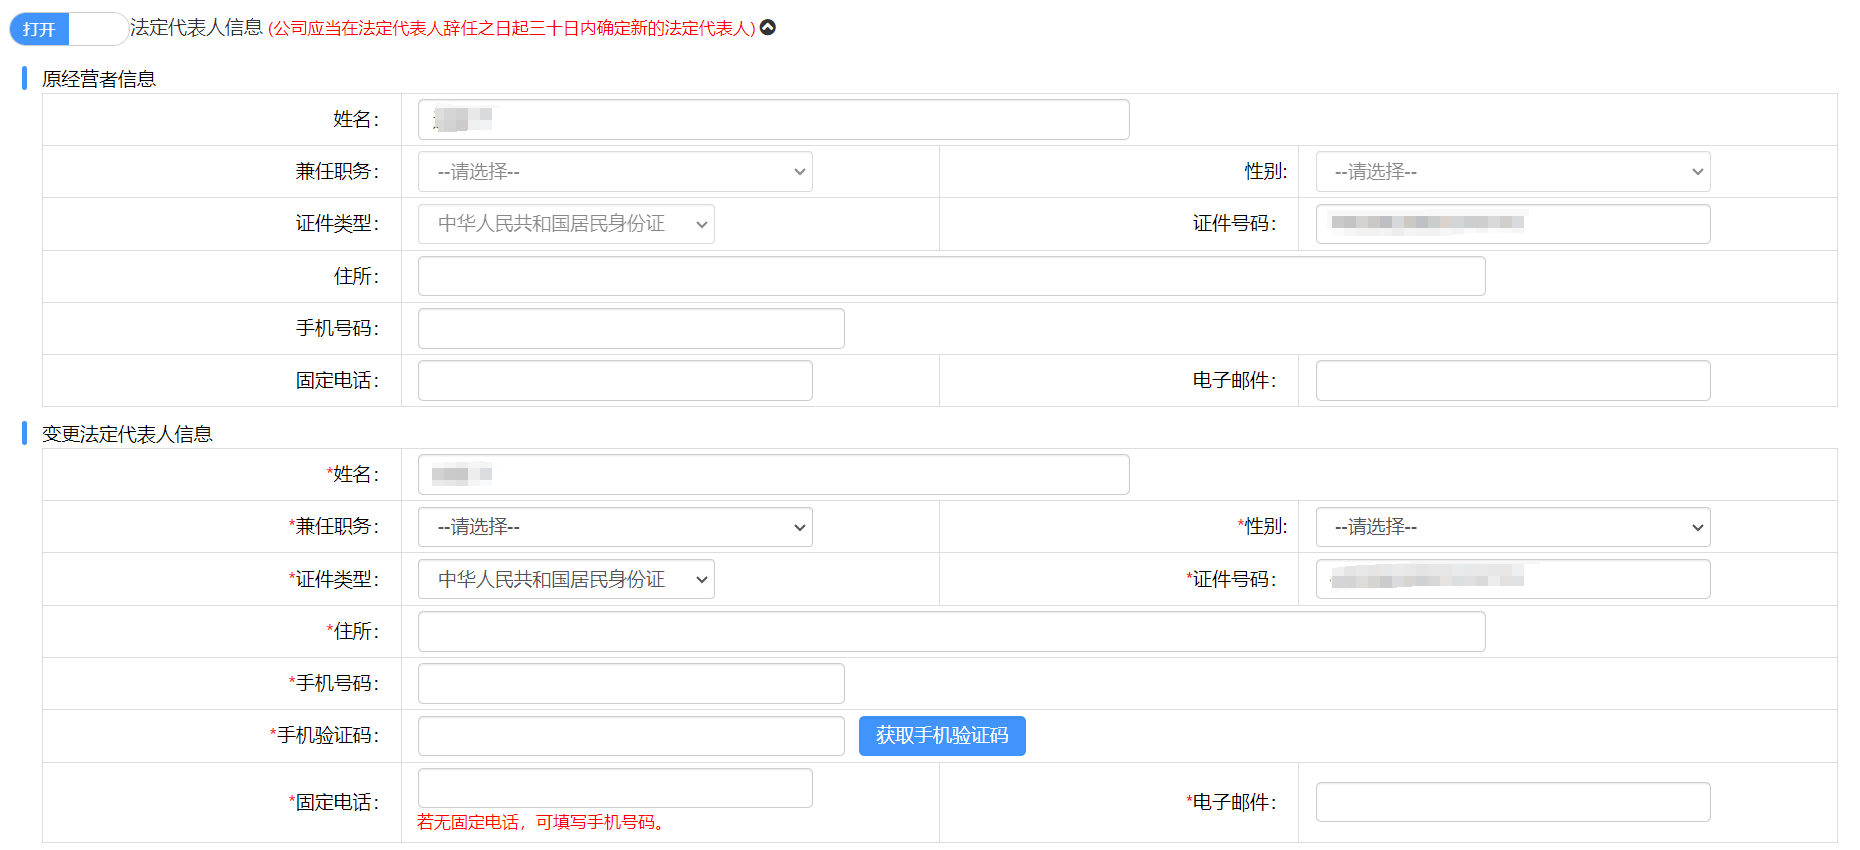 打开 法定代表人信息 (公司应当在法定代表人辞任之日起三十日内确定新的法定代表人)
原经营者信息
姓名：
兼任职务： --请选择-- 性别: --请选择--
证件类型： 中华人民共和国居民身份证 证件号码：
住所：
手机号码：
固定电话： 电子邮件：
变更法定代表人信息
*姓名：
*兼任职务： --请选择-- *性别: --请选择--
*证件类型： 中华人民共和国居民身份证 *证件号码：
*住所：
*手机号码：
*手机验证码： 获取手机验证码
*固定电话： *电子邮件：
若无固定电话，可填写手机号码。